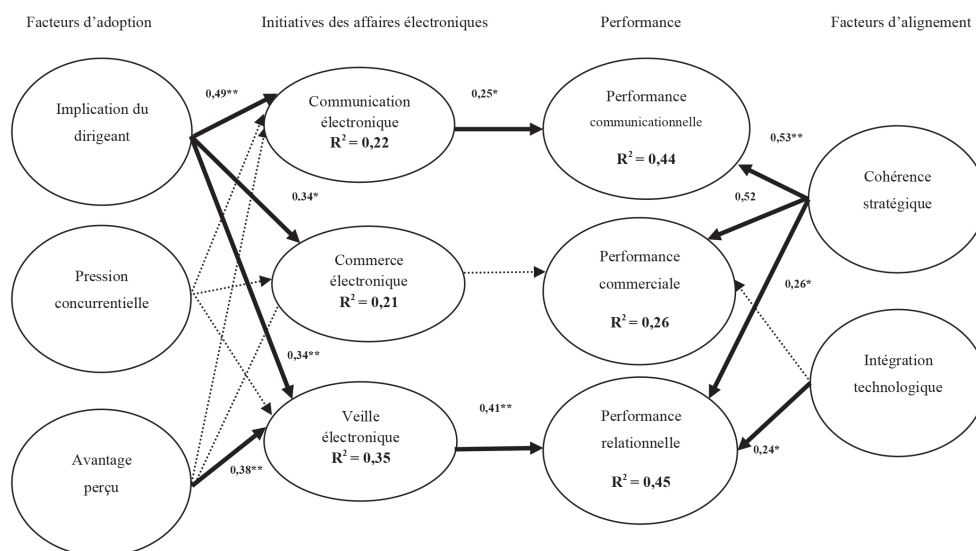 Facteurs d'adoption
Initiatives des affaires électroniques
Performance
Facteurs d'alignement
Implication du
dirigeant
0,49**
Communication
électronique
R² = 0,22
0,25*
Performance
communicationnelle
R² = 0,44
0,53**
Cohérence
stratégique
0.34*
0,52
Pression
concurrentielle
Commerce
électronique
R² = 0,21
Performance
commerciale
R² = 0,26
0,26*
0,34**
Intégration
technologique
Avantage
perçu
0,38**
Veille
électronique
R² = 0,35
0,41**
Performance
relationnelle
R² = 0,45
0,24*